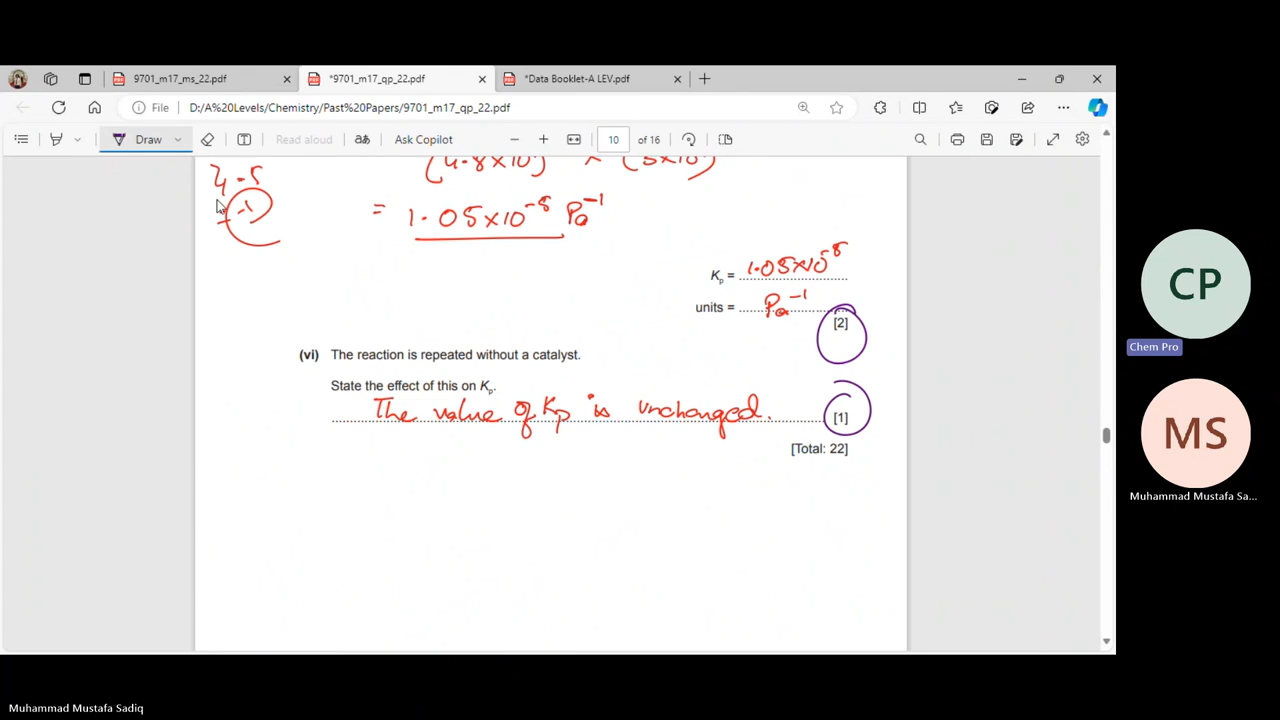 9701_m17_ms_22.pdf
*9701_m17_qp_22.pdf
*Data Booklet-A LEV.pdf
File D:/A%20Levels/Chemistry/Past%20Papers/9701_m17_qp_22.pdf
Draw
Read aloud
Ask Copilot
10 of 16
4-5
-1
= 1.05×10⁻⁸ Pa⁻¹
Kp = 1.05×10⁻⁸
units = Pa⁻¹
[2]
(vi) The reaction is repeated without a catalyst.
State the effect of this on Kp.
The value of Kp is unchanged.
[1]
[Total: 22]
CP
Chem Pro
MS
Muhammad Mustafa Sa...
Muhammad Mustafa Sadiq